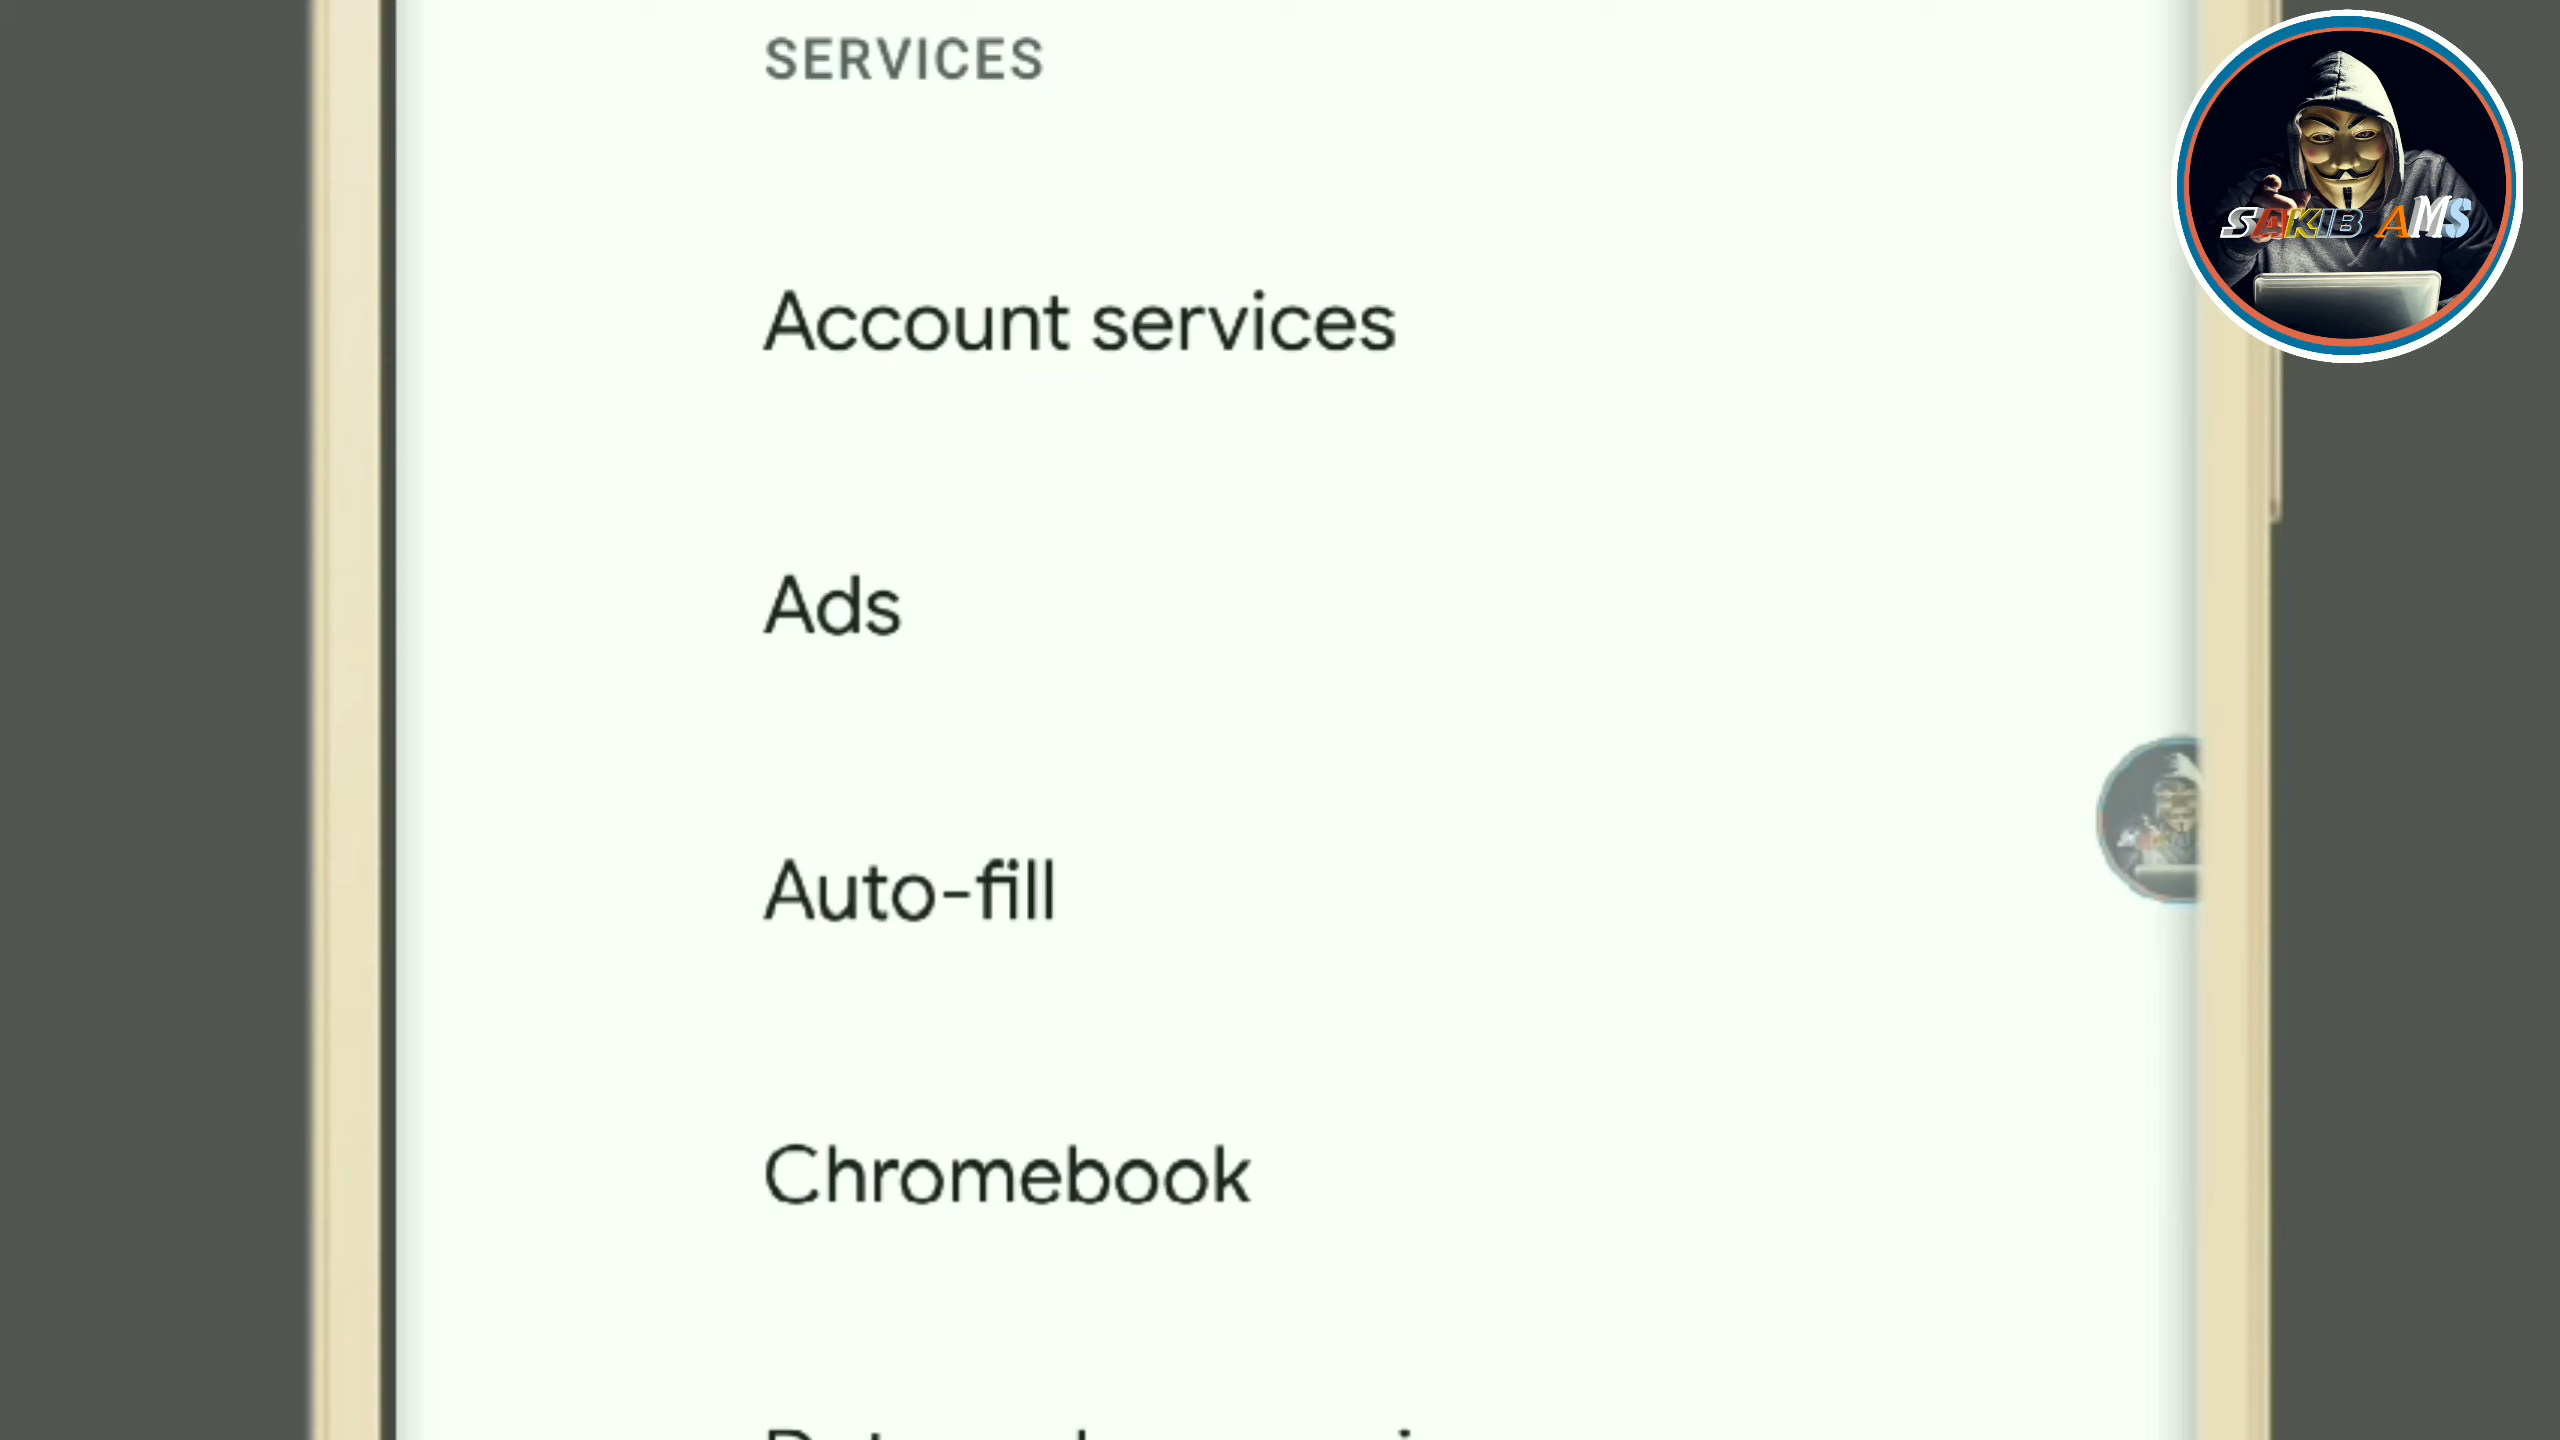 SERVICES
SAKIB AMS
Account services
Ads
Auto-fill
Chromebook